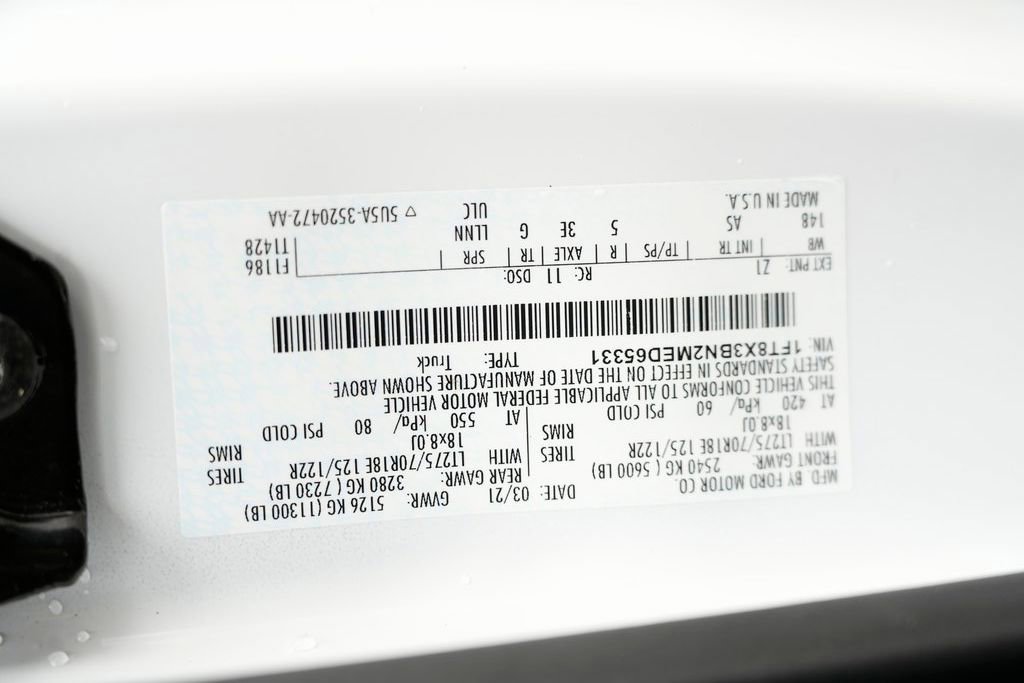 MFD. BY FORD MOTOR CO.
DATE: 03/21 GVWR: 5126 KG (11300 LB)
FRONT GAWR: 2540 KG (5600 LB) REAR GAWR: 3280 KG (7230 LB)
WITH LT275/70R18E 125/122R TIRES WITH LT275/70R18E 125/122R TIRES
18x8.0J RIMS 18x8.0J RIMS
AT 420 kPa/ 60 PSI COLD AT 550 kPa/ 80 PSI COLD
THIS VEHICLE CONFORMS TO ALL APPLICABLE FEDERAL MOTOR VEHICLE
SAFETY STANDARDS IN EFFECT ON THE DATE OF MANUFACTURE SHOWN ABOVE.
VIN: 1FT8X3BN2MED65331 TYPE: Truck
EXT PNT: Z1 RC: 11 DSO: F1186
WB INT TR TP/PS R AXLE TR SPR T1428
148 AS 5 3E G LLNN
MADE IN U.S.A. ULC ▽ 5U5A-3520472-AA